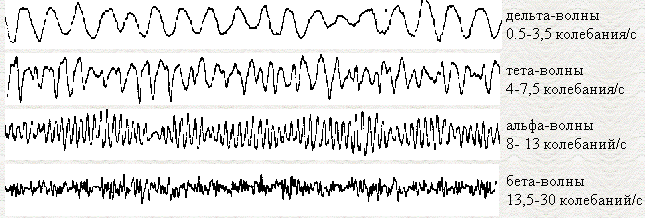 дельта-волны
0.5-3,5 колебания/с
тета-волны
4-7,5 колебания/с
альфа-волны
8- 13 колебаний/с
бета-волны
13,5-30 колебаний/с